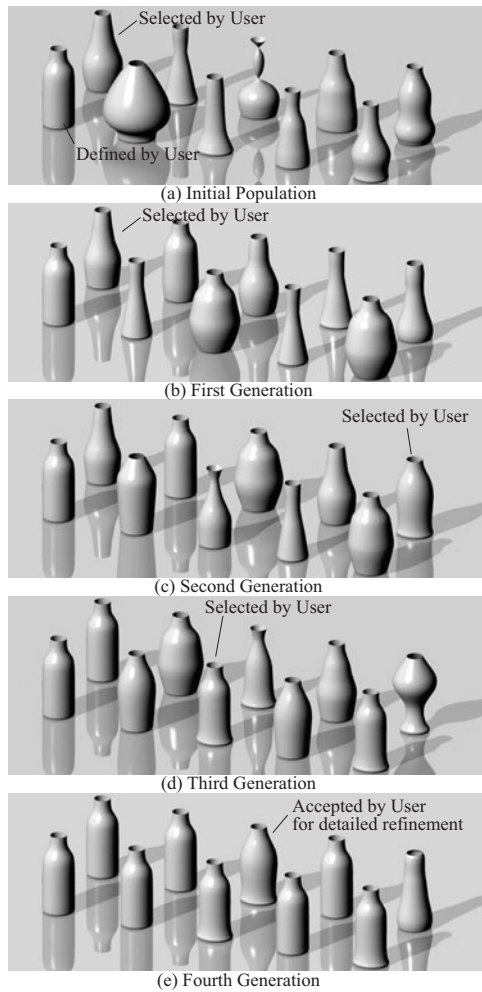 Selected by User
Defined by User
(a) Initial Population
Selected by User
(b) First Generation
Selected by User
(c) Second Generation
Selected by User
(d) Third Generation
Accepted by User
for detailed refinement
(e) Fourth Generation